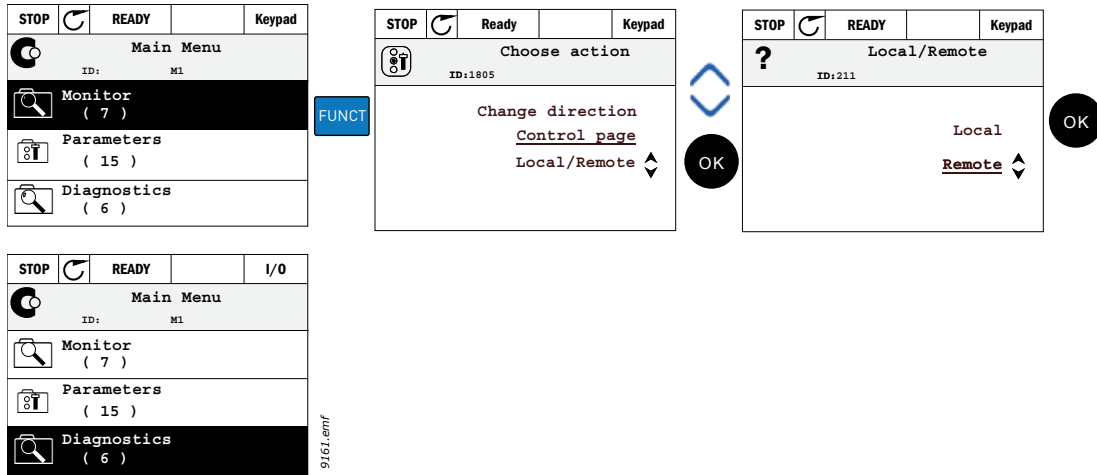 STOP READY Keypad
Main Menu
ID: M1
Monitor
( 7 )
Parameters
( 15 )
Diagnostics
( 6 )
FUNCT
STOP Ready Keypad
Choose action
ID:1805
Change direction
Control page
Local/Remote
OK
STOP READY Keypad
? Local/Remote
ID:211
Local
Remote
OK
STOP READY I/O
Main Menu
ID: M1
Monitor
( 7 )
Parameters
( 15 )
Diagnostics
( 6 )
9161.emf